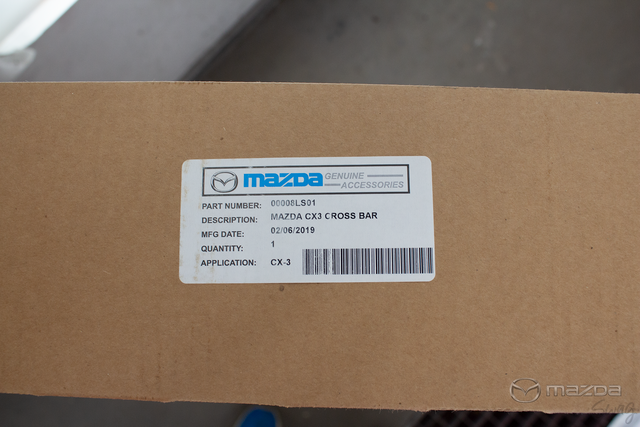 mazda GENUINE
ACCESSORIES
PART NUMBER: 00008LS01
DESCRIPTION: MAZDA CX3 CROSS BAR
MFG DATE: 02/06/2019
QUANTITY: 1
APPLICATION: CX-3
mazda